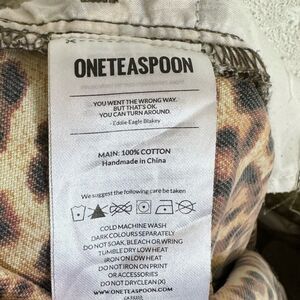 ONETEASPOON
YOU WENT THE WRONG WAY.
BUT THAT'S OK.
YOU CAN TURN AROUND.
- Eddie Eagle Blakey
MAIN: 100% COTTON
Handmade in China
We suggest the following care be taken
COLD MACHINE WASH
DARK COLOURS SEPARATELY
DO NOT SOAK, BLEACH OR WRING
TUMBLE DRY LOW HEAT
IRON ON LOW HEAT
DO NOT IRON ON PRINT
OR ACCESSORIES
DO NOT DRYCLEAN (X)
WWW.ONETEASPOON.COM